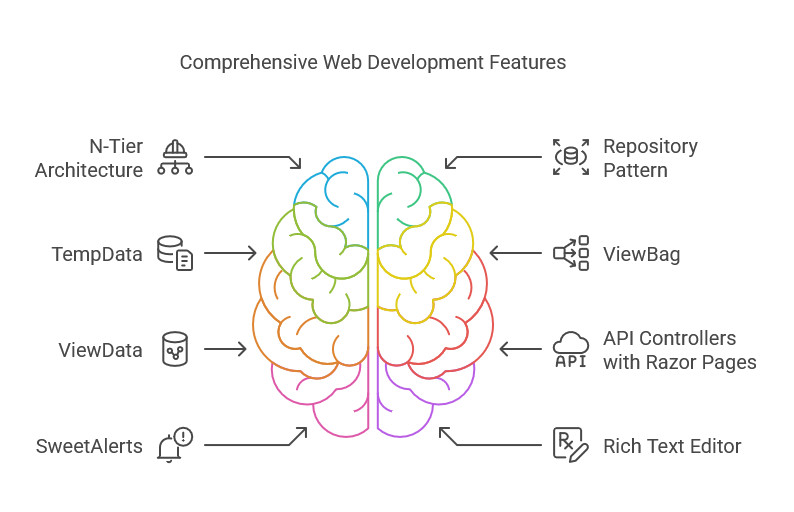 Comprehensive Web Development Features
N-Tier
Architecture
Repository
Pattern
TempData
ViewBag
ViewData
API Controllers
with Razor Pages
API
SweetAlerts
Rx
Rich Text Editor